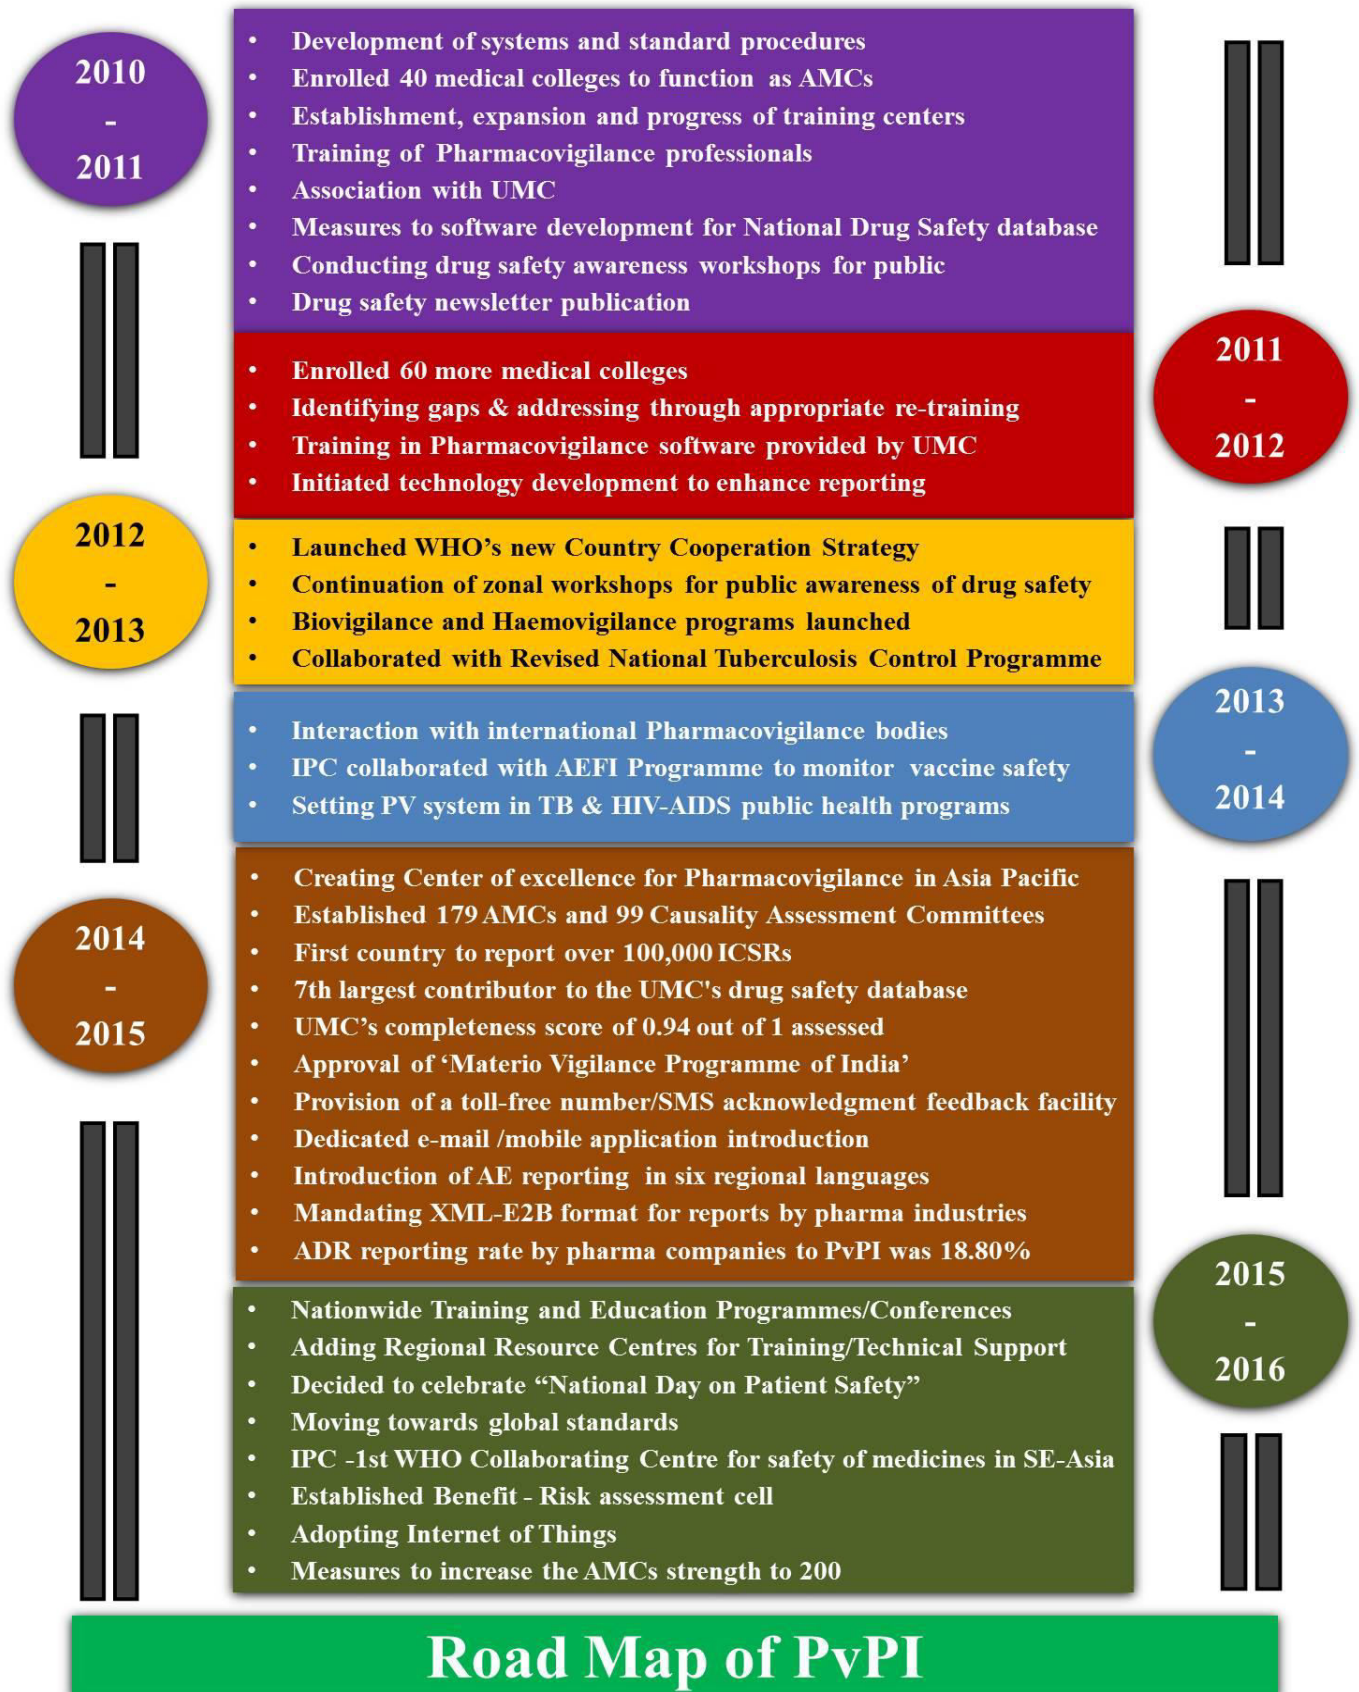 2010
-
2011
• Development of systems and standard procedures
• Enrolled 40 medical colleges to function as AMCs
• Establishment, expansion and progress of training centers
• Training of Pharmacovigilance professionals
• Association with UMC
• Measures to software development for National Drug Safety database
• Conducting drug safety awareness workshops for public
• Drug safety newsletter publication
2011
-
2012
• Enrolled 60 more medical colleges
• Identifying gaps & addressing through appropriate re-training
• Training in Pharmacovigilance software provided by UMC
• Initiated technology development to enhance reporting
2012
-
2013
• Launched WHO’s new Country Cooperation Strategy
• Continuation of zonal workshops for public awareness of drug safety
• Biovigilance and Haemovigilance programs launched
• Collaborated with Revised National Tuberculosis Control Programme
2013
-
2014
• Interaction with international Pharmacovigilance bodies
• IPC collaborated with AEFI Programme to monitor vaccine safety
• Setting PV system in TB & HIV-AIDS public health programs
2014
-
2015
• Creating Center of excellence for Pharmacovigilance in Asia Pacific
• Established 179 AMCs and 99 Causality Assessment Committees
• First country to report over 100,000 ICSRs
• 7th largest contributor to the UMC's drug safety database
• UMC’s completeness score of 0.94 out of 1 assessed
• Approval of ‘Materio Vigilance Programme of India’
• Provision of a toll-free number/SMS acknowledgment feedback facility
• Dedicated e-mail /mobile application introduction
• Introduction of AE reporting in six regional languages
• Mandating XML-E2B format for reports by pharma industries
• ADR reporting rate by pharma companies to PvPI was 18.80%
2015
-
2016
• Nationwide Training and Education Programmes/Conferences
• Adding Regional Resource Centres for Training/Technical Support
• Decided to celebrate “National Day on Patient Safety”
• Moving towards global standards
• IPC -1st WHO Collaborating Centre for safety of medicines in SE-Asia
• Established Benefit - Risk assessment cell
• Adopting Internet of Things
• Measures to increase the AMCs strength to 200
Road Map of PvPI